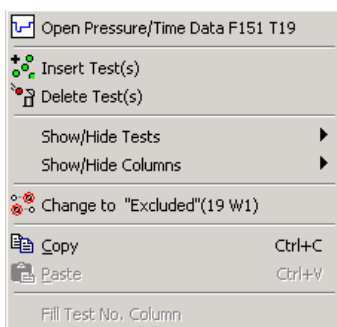 Open Pressure/Time Data F151 T19
Insert Test(s)
Delete Test(s)
Show/Hide Tests
Show/Hide Columns
Change to "Excluded"(19 W1)
Copy Ctrl+C
Paste Ctrl+V
Fill Test No. Column